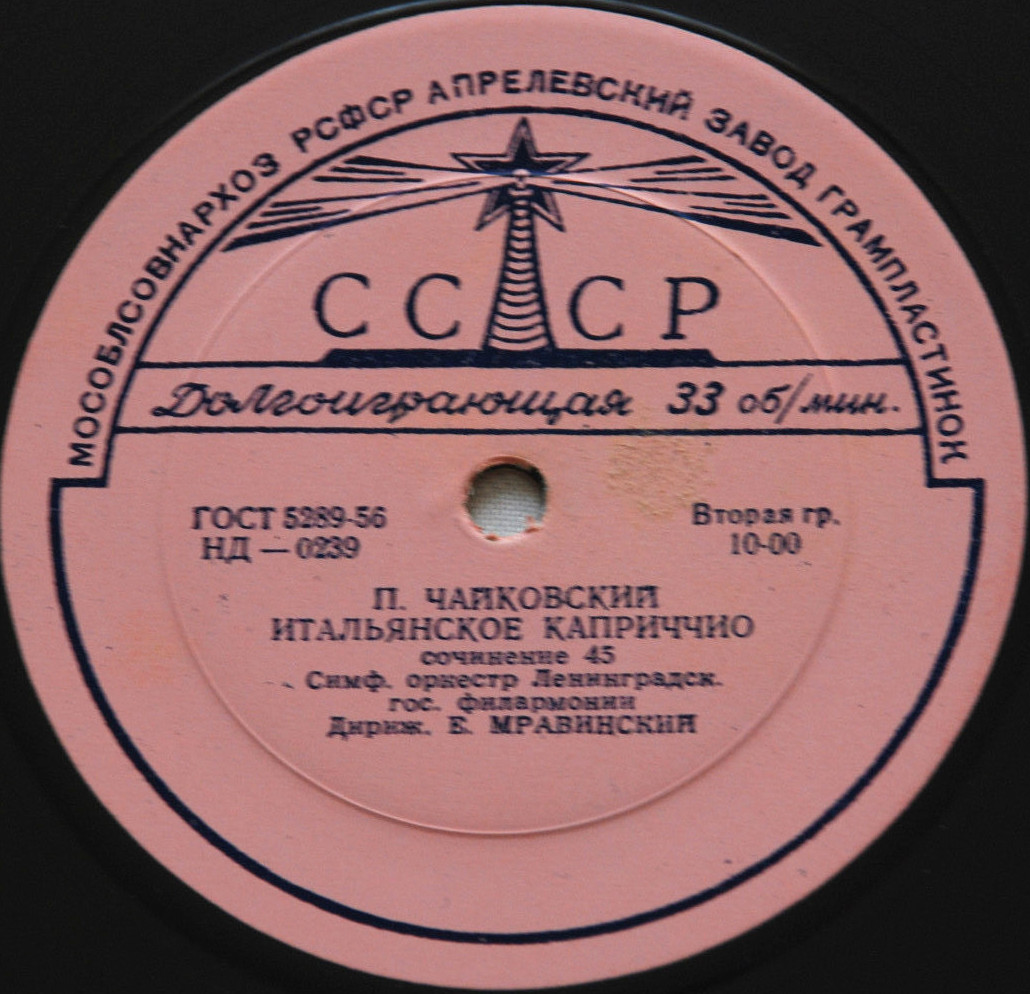 МОСОБЛСОВНАРХОЗ РСФСР АПРЕЛЕВСКИЙ ЗАВОД ГРАМПЛАСТИНОК
СССР
Долгоиграющая 33 об/мин.
ГОСТ 5289-56
НД — 0239
Вторая гр.
10-00
П. ЧАЙКОВСКИЙ
ИТАЛЬЯНСКОЕ КАПРИЧЧИО
сочинение 45
Симф. оркестр Ленинградск.
гос. филармонии
Дириж. Е. МРАВИНСКИЙ